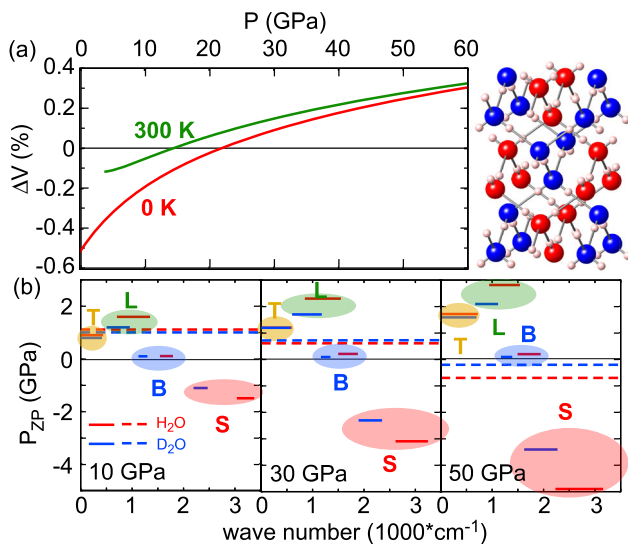 P (GPa)
0 10 20 30 40 50 60
(a)
0.4
0.2
0
-0.2
-0.4
-0.6
ΔV (%)
300 K
0 K
(b)
2
0
-2
-4
P_ZP (GPa)
T L B S
H₂O
D₂O
10 GPa
T L B S
30 GPa
T L B S
50 GPa
0 1 2 3 0 1 2 3 0 1 2 3
wave number (1000*cm⁻¹)